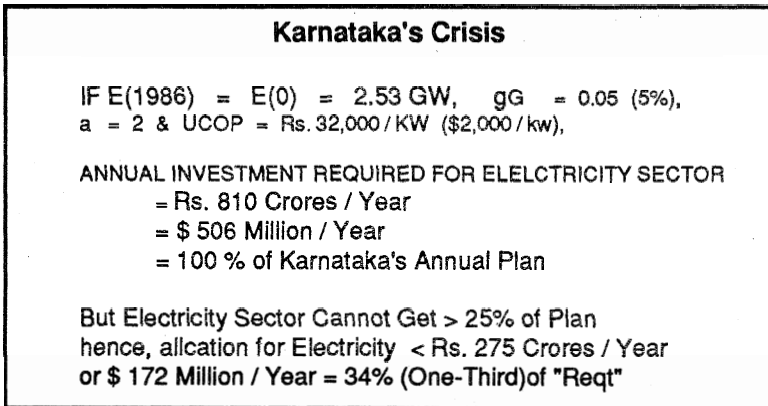 Karnataka's Crisis
IF E(1986) = E(0) = 2.53 GW, gG = 0.05 (5%),
a = 2 & UCOP = Rs. 32,000 / KW ($2,000 / kw),
ANNUAL INVESTMENT REQUIRED FOR ELELCTRICITY SECTOR
= Rs. 810 Crores / Year
= $ 506 Million / Year
= 100 % of Karnataka's Annual Plan
But Electricity Sector Cannot Get > 25% of Plan
hence, allcation for Electricity < Rs. 275 Crores / Year
or $ 172 Million / Year = 34% (One-Third)of "Reqt"